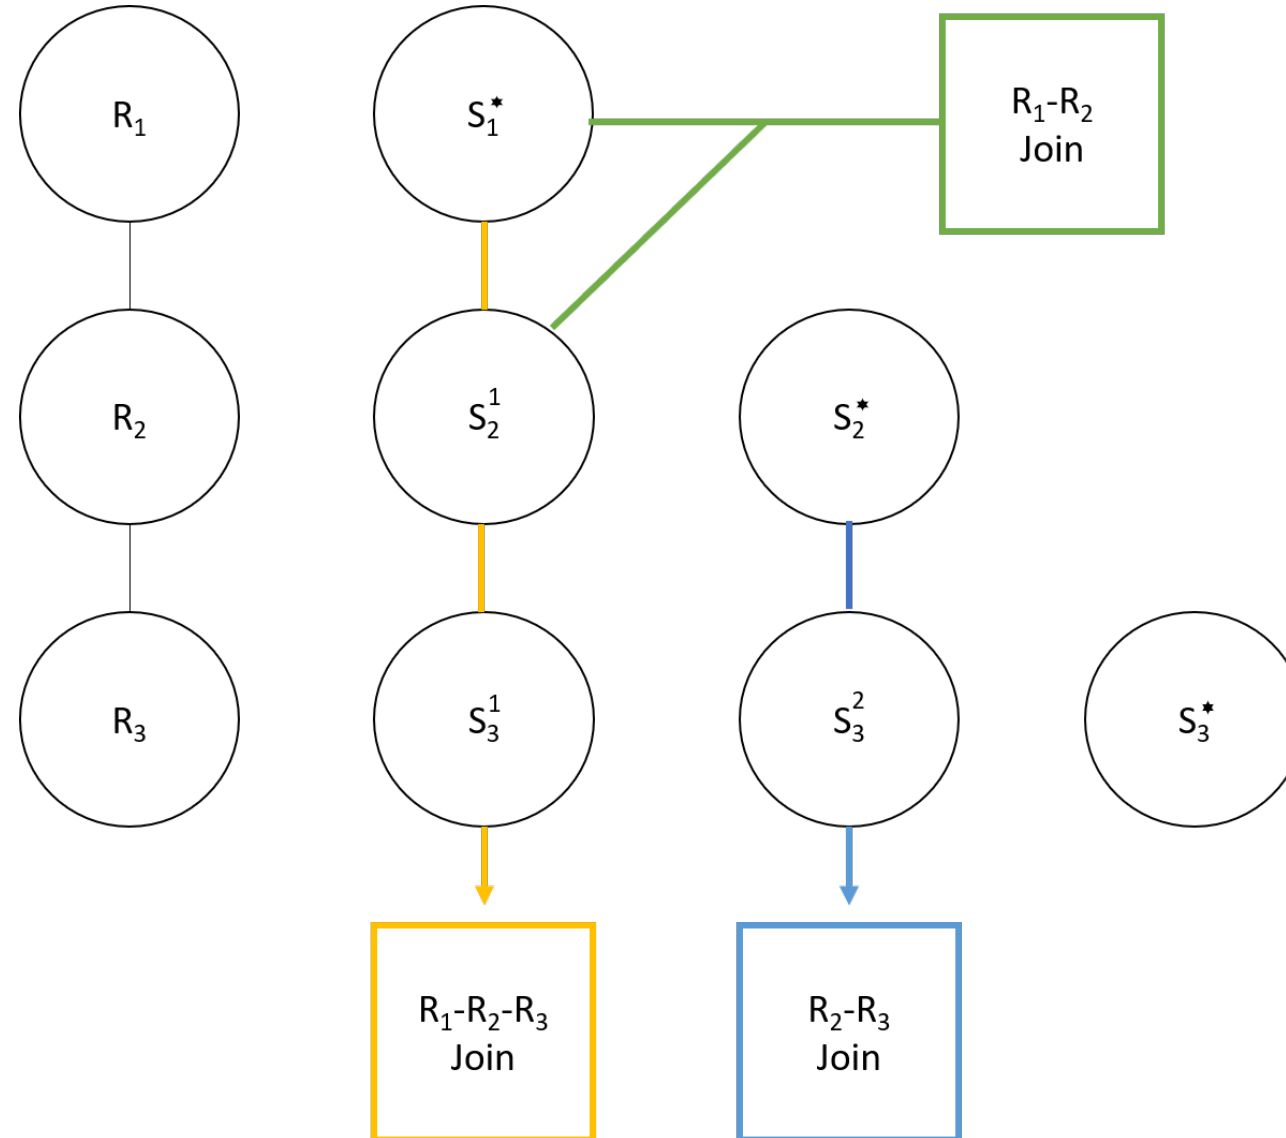 R₁
S₁*
R₁-R₂
Join
R₂
S₂¹
S₂*
R₃
S₃¹
S₃²
S₃*
R₁-R₂-R₃
Join
R₂-R₃
Join